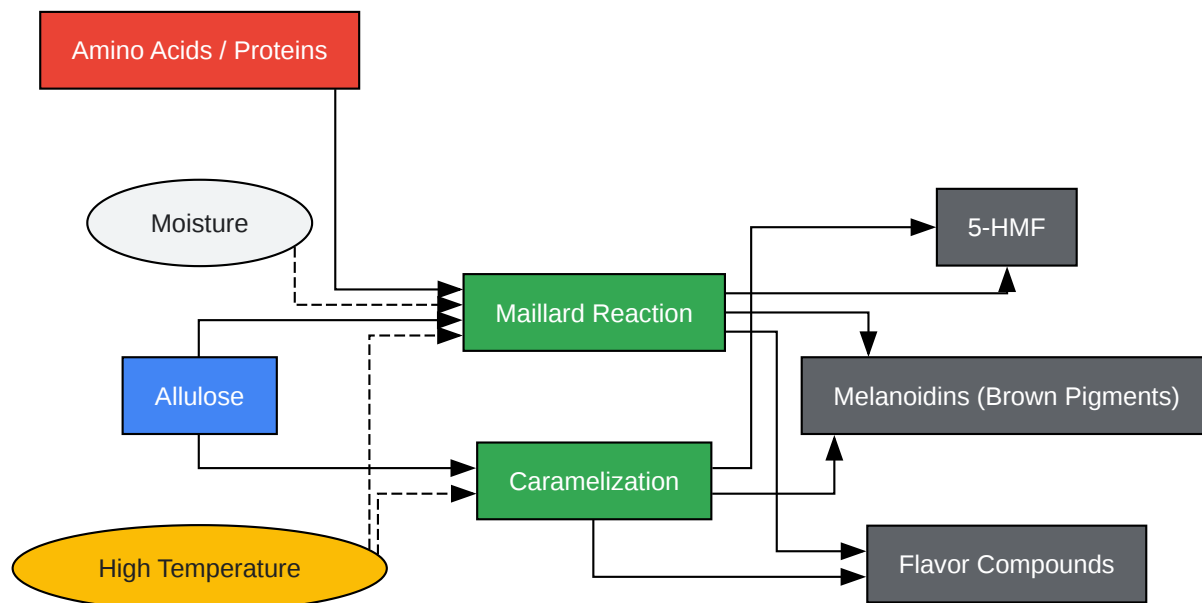 Amino Acids / Proteins
Moisture
5-HMF
Maillard Reaction
Allulose
Melanoidins (Brown Pigments)
Caramelization
High Temperature
Flavor Compounds